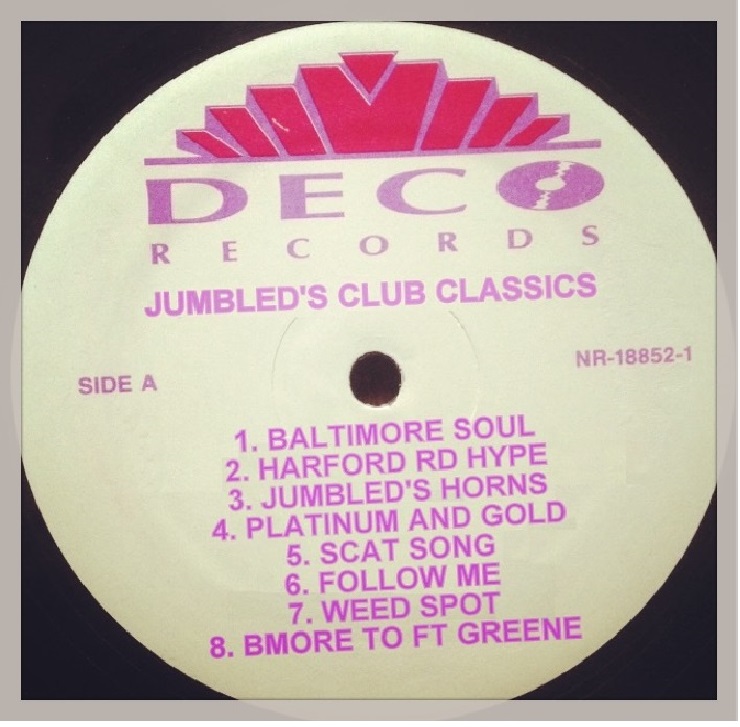 DECO
RECORDS
JUMBLED'S CLUB CLASSICS
SIDE A
NR-18852-1
1. BALTIMORE SOUL
2. HARFORD RD HYPE
3. JUMBLED'S HORNS
4. PLATINUM AND GOLD
5. SCAT SONG
6. FOLLOW ME
7. WEED SPOT
8. BMORE TO FT GREENE